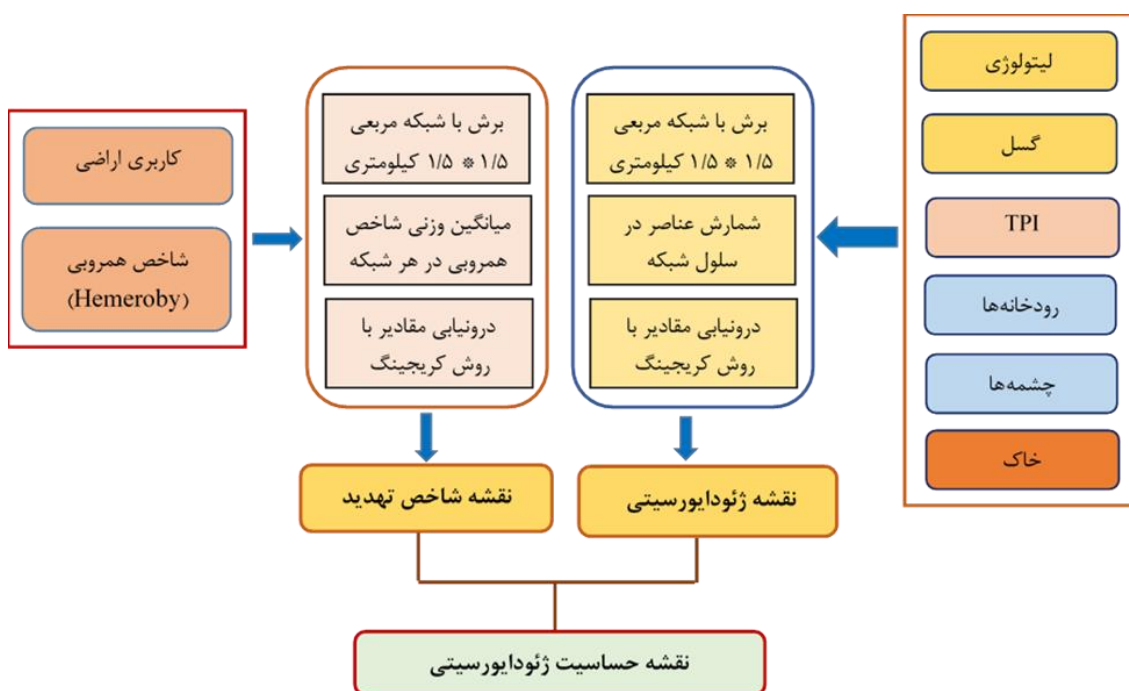 لیتولوژی
گسل
TPI
رودخانه‌ها
چشمه‌ها
خاک
برش با شبکه مربعی
۱/۵ * ۱/۵ کیلومتری
شمارش عناصر در
سلول شبکه
درونیابی مقادیر با
روش کریجینگ
نقشه ژئودایورسیتی
کاربری اراضی
شاخص همروبی
(Hemeroby)
برش با شبکه مربعی
۱/۵ * ۱/۵ کیلومتری
میانگین وزنی شاخص
همروبی در هر شبکه
درونیابی مقادیر با
روش کریجینگ
نقشه شاخص تهدید
نقشه حساسیت ژئودایورسیتی